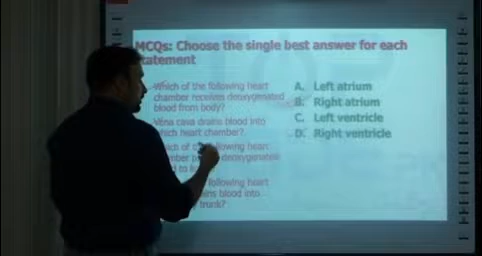 MCQs: Choose the single best answer for each
statement
Which of the following heart
chamber receives deoxygenated
blood from body?
Vena cava drains blood into
which heart chamber?
following heart
deoxygenated
following heart
blood into
trunk?
A. Left atrium
B. Right atrium
C. Left ventricle
D. Right ventricle